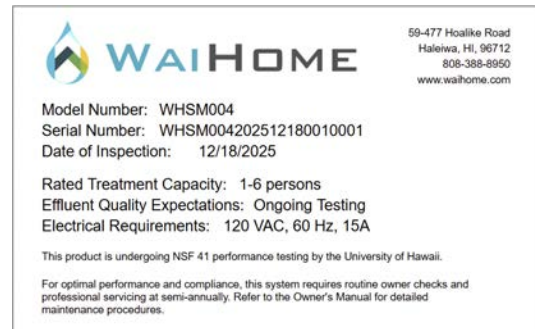 WAIHOME
59-477 Hoalike Road
Haleiwa, HI, 96712
808-388-8950
www.waihome.com
Model Number: WHSM004
Serial Number: WHSM004202512180010001
Date of Inspection: 12/18/2025
Rated Treatment Capacity: 1-6 persons
Effluent Quality Expectations: Ongoing Testing
Electrical Requirements: 120 VAC, 60 Hz, 15A
This product is undergoing NSF 41 performance testing by the University of Hawaii.
For optimal performance and compliance, this system requires routine owner checks and
professional servicing at semi-annually. Refer to the Owner's Manual for detailed
maintenance procedures.